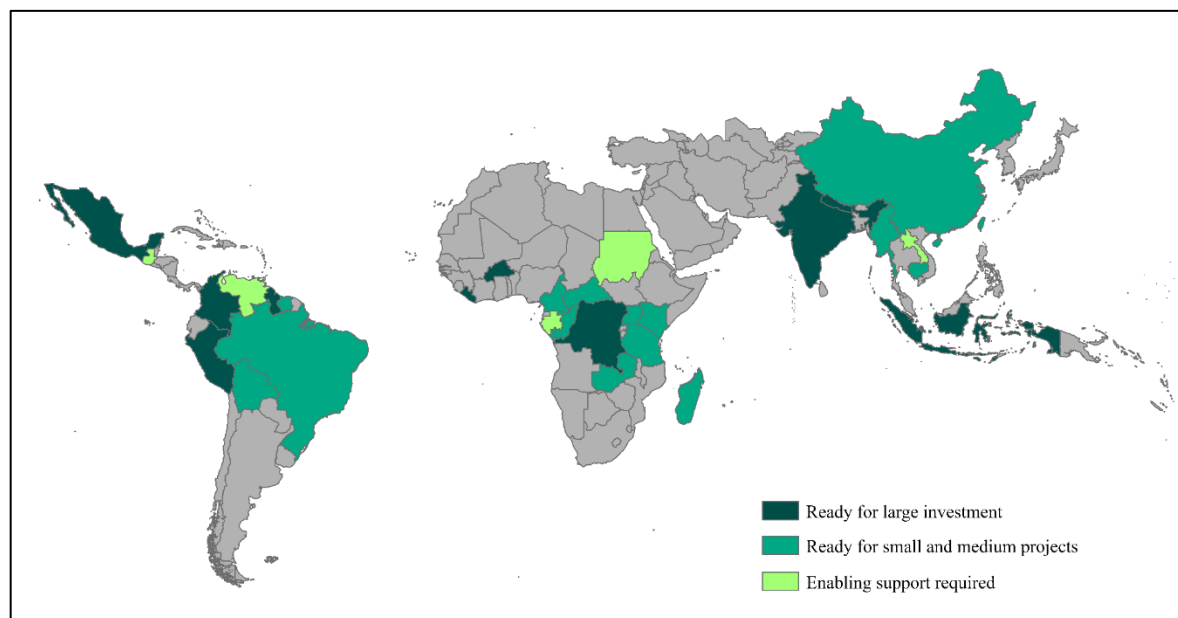 Ready for large investment
Ready for small and medium projects
Enabling support required